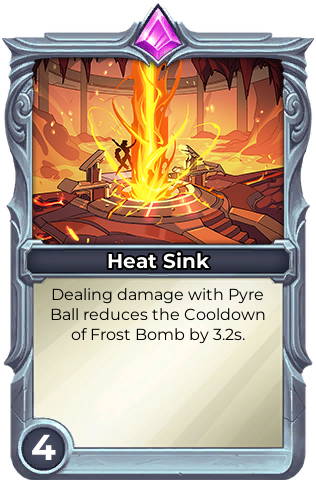 Heat Sink
Dealing damage with Pyre
Ball reduces the Cooldown
of Frost Bomb by 3.2s.
4